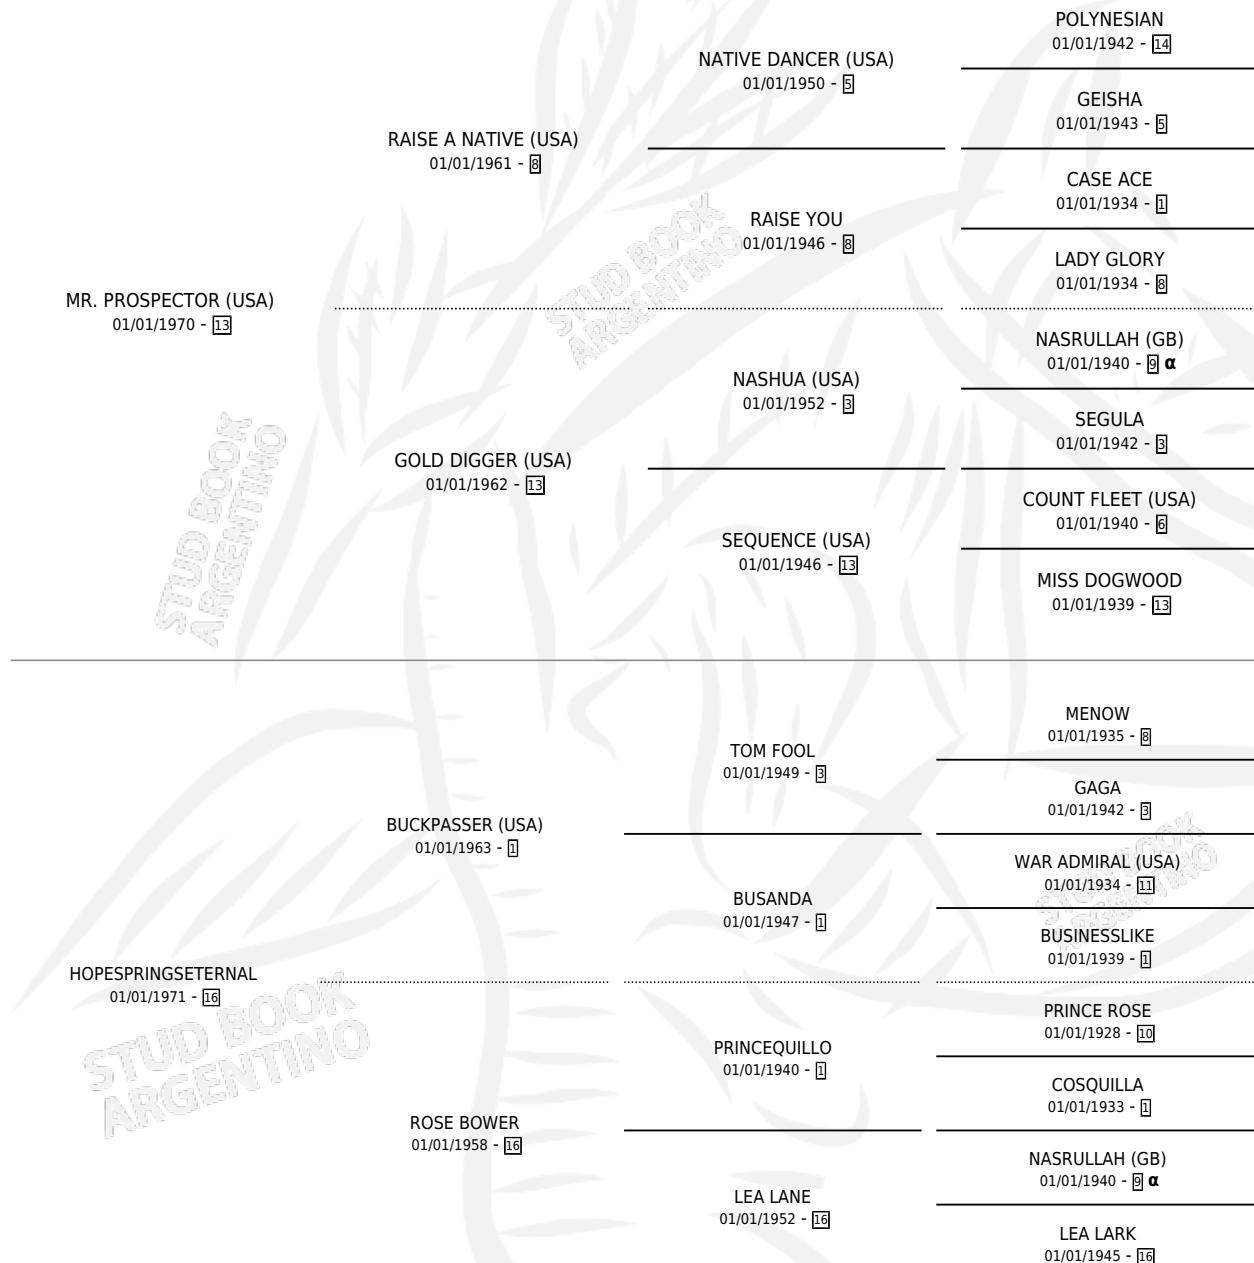 POLYNESIAN
01/01/1942 - 14
NATIVE DANCER (USA)
01/01/1950 - 5
GEISHA
01/01/1943 - 5
RAISE A NATIVE (USA)
01/01/1961 - 8
CASE ACE
01/01/1934 - 1
RAISE YOU
01/01/1946 - 8
LADY GLORY
01/01/1934 - 8
STUD BOOK
ARGENTINO
MR. PROSPECTOR (USA)
01/01/1970 - 13
NASRULLAH (GB)
01/01/1940 - 9 α
NASHUA (USA)
01/01/1952 - 3
SEGULA
01/01/1942 - 3
GOLD DIGGER (USA)
01/01/1962 - 13
COUNT FLEET (USA)
01/01/1940 - 6
SEQUENCE (USA)
01/01/1946 - 13
MISS DOGWOOD
01/01/1939 - 13
STUD BOOK
ARGENTINO
MENOW
01/01/1935 - 8
TOM FOOL
01/01/1949 - 3
GAGA
01/01/1942 - 3
BUCKPASSER (USA)
01/01/1963 - 1
WAR ADMIRAL (USA)
01/01/1934 - 11
STUD BOOK
ARGENTINO
BUSANDA
01/01/1947 - 1
BUSINESSLIKE
01/01/1939 - 1
HOPESPRINGSETERNAL
01/01/1971 - 16
STUD BOOK
ARGENTINO
PRINCE ROSE
01/01/1928 - 10
PRINCEQUILLO
01/01/1940 - 1
COSQUILLA
01/01/1933 - 1
ROSE BOWER
01/01/1958 - 16
NASRULLAH (GB)
01/01/1940 - 9 α
LEA LANE
01/01/1952 - 16
LEA LARK
01/01/1945 - 16